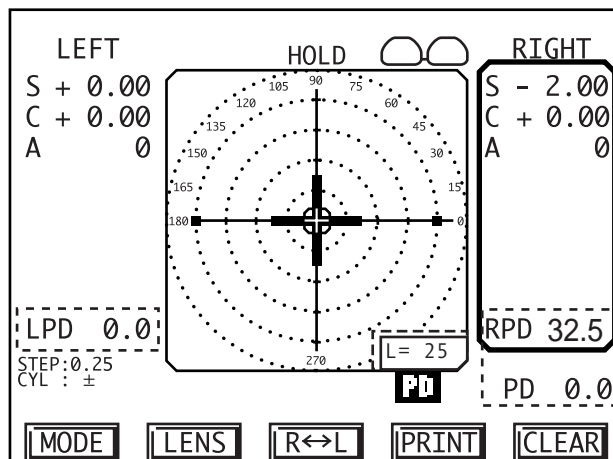 LEFT
S + 0.00
C + 0.00
A 0
HOLD
RIGHT
S - 2.00
C + 0.00
A 0
90
105
75
120
60
135
45
150
30
165
15
180
0
270
L= 25
PD
LPD 0.0
STEP:0.25
CYL : ±
RPD 32.5
PD 0.0
MODE
LENS
R↔L
PRINT
CLEAR